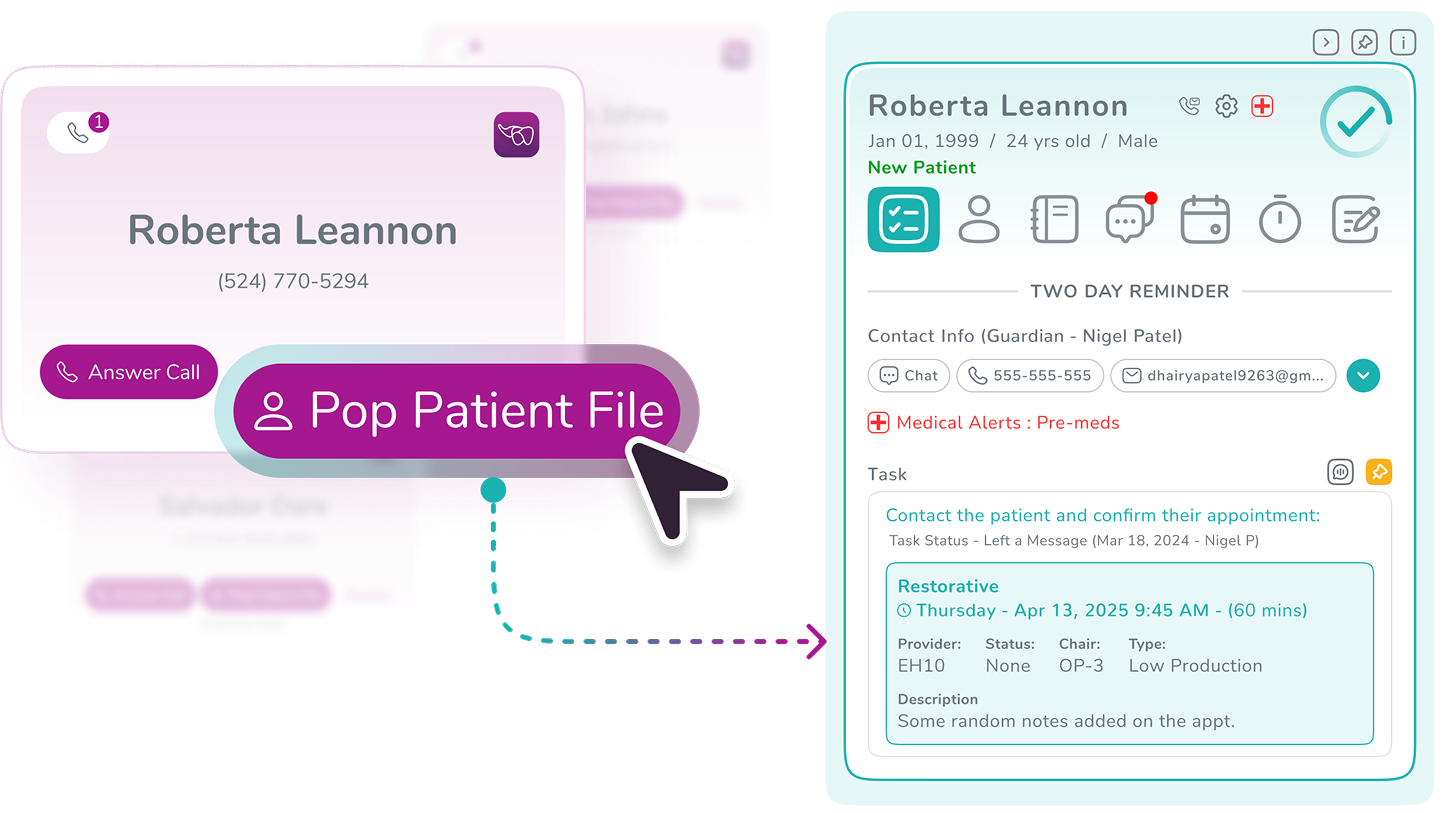 1
Roberta Leannon
(524) 770-5294
Answer Call
Pop Patient File
Salvador Dare
Roberta Leannon
Jan 01, 1999 / 24 yrs old / Male
New Patient
TWO DAY REMINDER
Contact Info (Guardian - Nigel Patel)
Chat
555-555-555
dhairyapatel9263@gm...
Medical Alerts : Pre-meds
Task
Contact the patient and confirm their appointment:
Task Status - Left a Message (Mar 18, 2024 - Nigel P)
Restorative
Thursday - Apr 13, 2025 9:45 AM - (60 mins)
Provider: Status: Chair: Type:
EH10 None OP-3 Low Production
Description
Some random notes added on the appt.